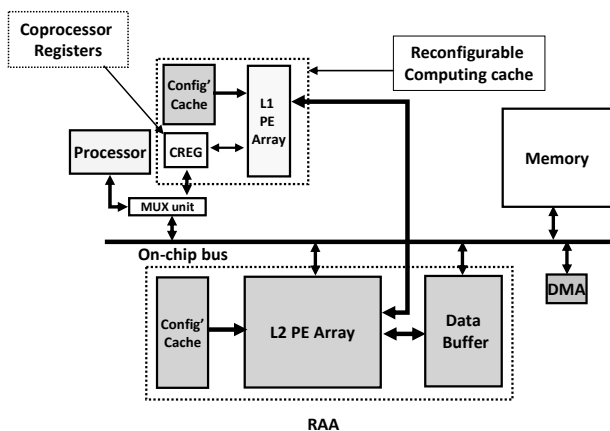 Coprocessor
Registers
Reconfigurable
Computing cache
Config'
Cache
L1
PE
Array
Processor
CREG
Memory
MUX unit
On-chip bus
Config'
Cache
L2 PE Array
Data
Buffer
DMA
RAA